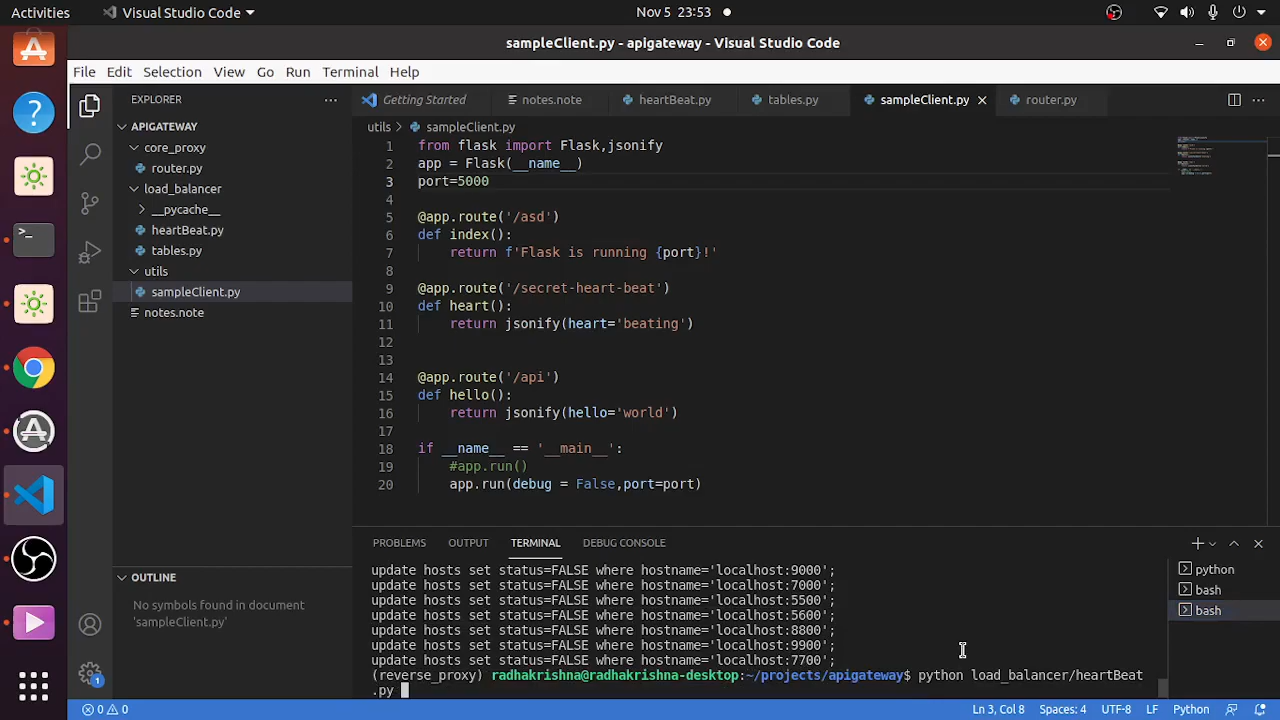 Activities
Visual Studio Code
Nov 5 23:53
sampleClient.py - apigateway - Visual Studio Code
File Edit Selection View Go Run Terminal Help
EXPLORER
APIGATEWAY
core_proxy
router.py
load_balancer
__pycache__
heartBeat.py
tables.py
utils
sampleClient.py
notes.note
OUTLINE
No symbols found in document
'sampleClient.py'
Getting Started notes.note heartBeat.py tables.py sampleClient.py router.py
utils > sampleClient.py
1 from flask import Flask,jsonify
2 app = Flask(__name__)
3 port=5000
4
5 @app.route('/asd')
6 def index():
7 return f'Flask is running {port}!'
8
9 @app.route('/secret-heart-beat')
10 def heart():
11 return jsonify(heart='beating')
12
13
14 @app.route('/api')
15 def hello():
16 return jsonify(hello='world')
17
18 if __name__ == '__main__':
19 #app.run()
20 app.run(debug = False,port=port)
PROBLEMS OUTPUT TERMINAL DEBUG CONSOLE
update hosts set status=FALSE where hostname='localhost:9000';
update hosts set status=FALSE where hostname='localhost:7000';
update hosts set status=FALSE where hostname='localhost:5500';
update hosts set status=FALSE where hostname='localhost:5600';
update hosts set status=FALSE where hostname='localhost:8800';
update hosts set status=FALSE where hostname='localhost:9900';
update hosts set status=FALSE where hostname='localhost:7700';
(reverse_proxy) radhakrishna@radhakrishna-desktop:~/projects/apigateway$ python load_balancer/heartBeat
.py
python
bash
bash
1
0 0 Ln 3, Col 8 Spaces: 4 UTF-8 LF Python